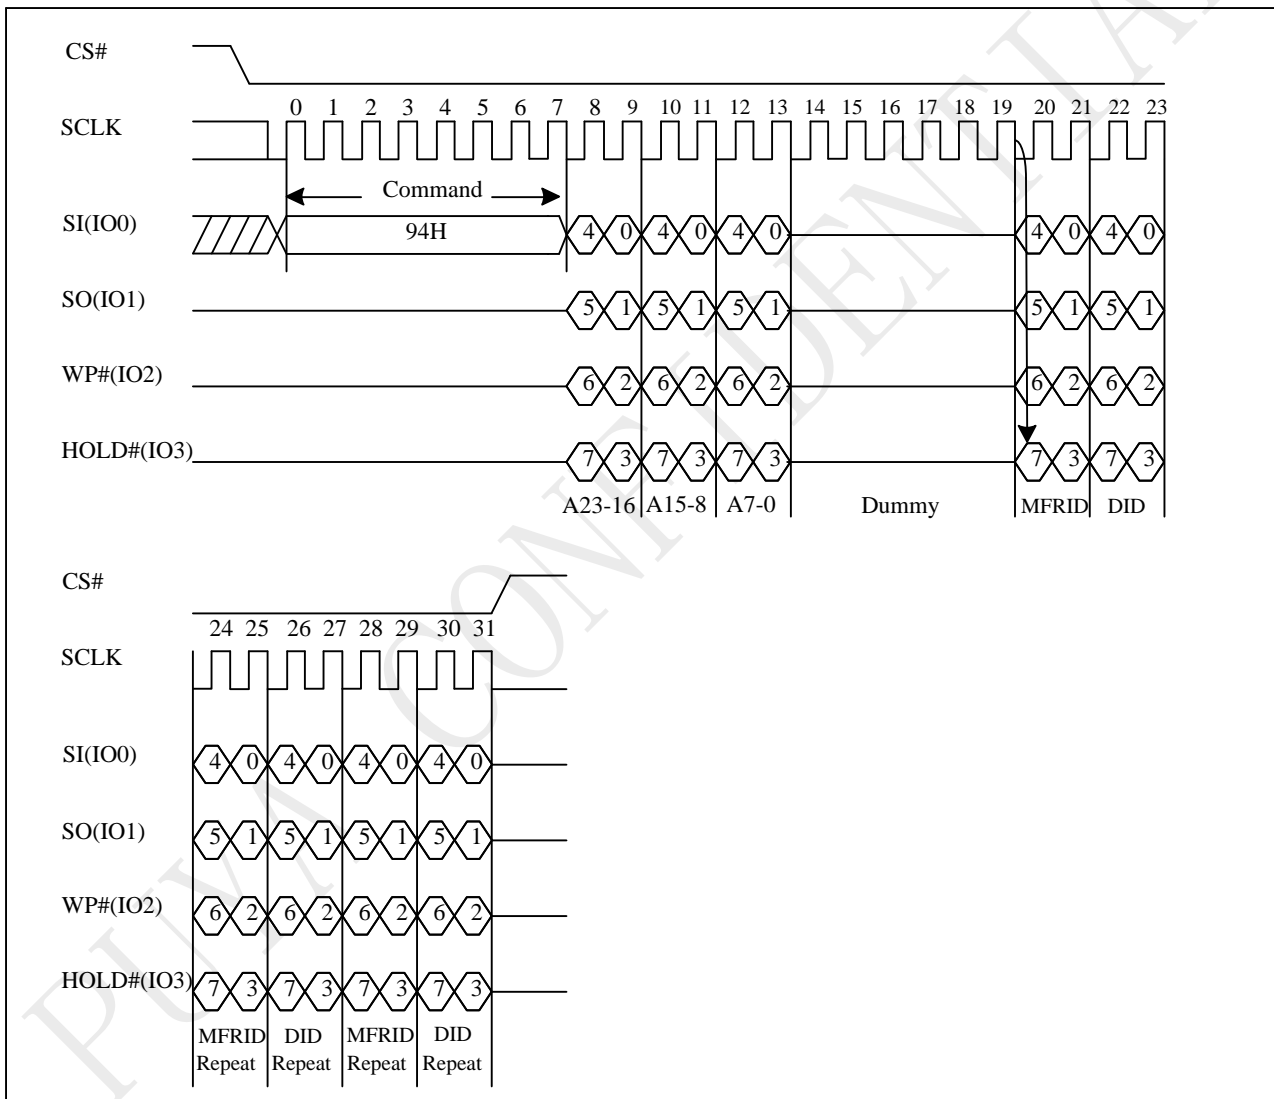 CS#
0 1 2 3 4 5 6 7 8 9 10 11 12 13 14 15 16 17 18 19 20 21 22 23
SCLK
Command
SI(IO0) 94H 4 0 4 0 4 0 4 0 4 0
SO(IO1) 5 1 5 1 5 1 5 1 5 1
WP#(IO2) 6 2 6 2 6 2 6 2 6 2
HOLD#(IO3) 7 3 7 3 7 3 7 3 7 3
A23-16 A15-8 A7-0 Dummy MFRID DID
CS#
24 25 26 27 28 29 30 31
SCLK
SI(IO0) 4 0 4 0 4 0 4 0
SO(IO1) 5 1 5 1 5 1 5 1
WP#(IO2) 6 2 6 2 6 2 6 2
HOLD#(IO3) 7 3 7 3 7 3 7 3
MFRID DID MFRID DID
Repeat Repeat Repeat Repeat
PUYA CONFIDENTIAL